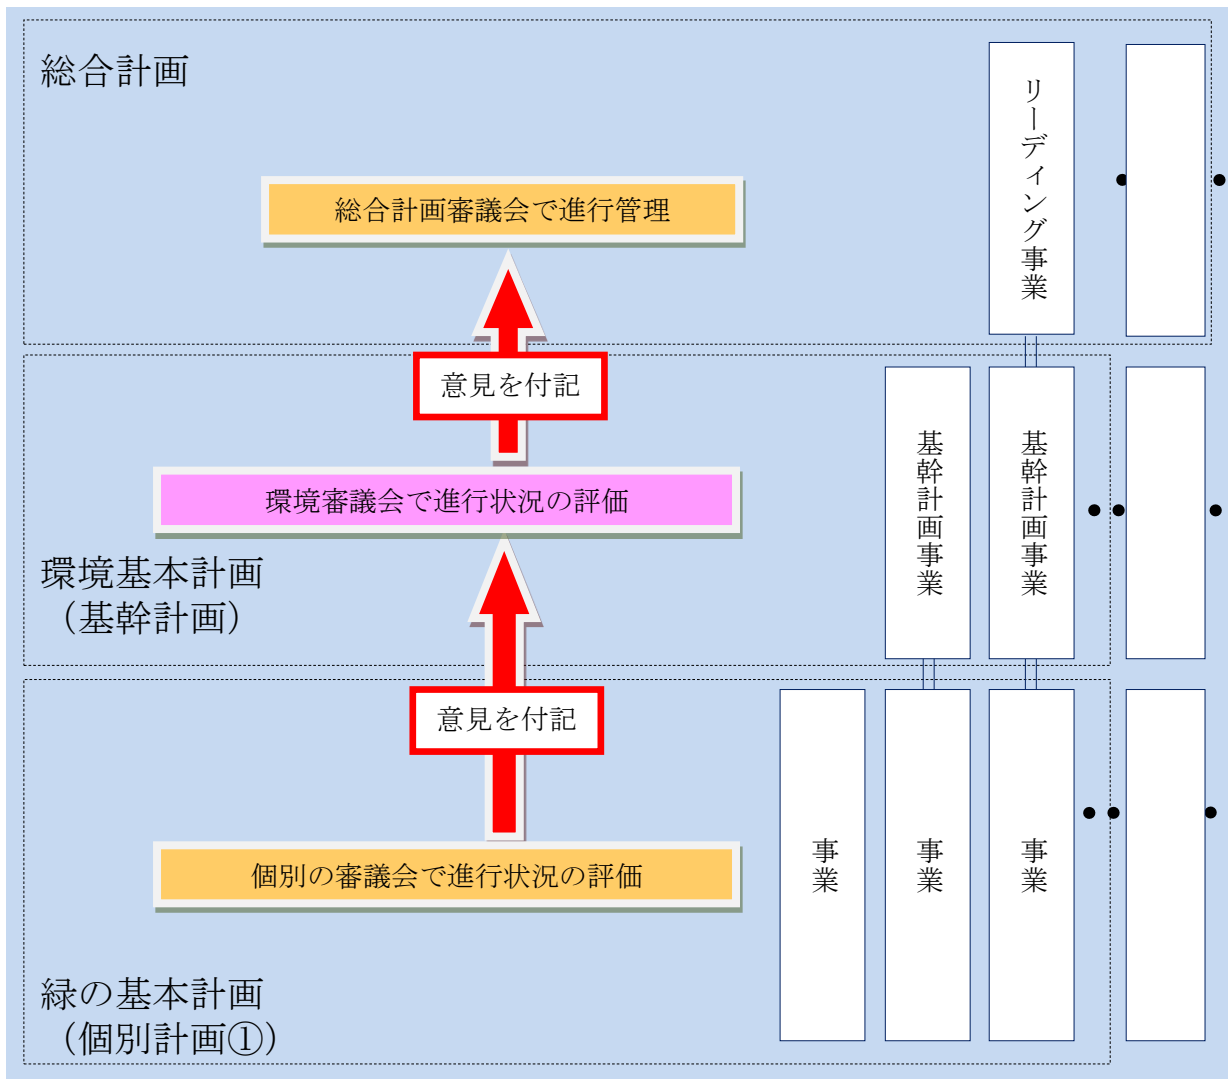 総合計画
リーディング事業
総合計画審議会で進行管理
意見を付記
基幹計画事業
基幹計画事業
環境審議会で進行状況の評価
環境基本計画
（基幹計画）
意見を付記
事業
事業
事業
個別の審議会で進行状況の評価
緑の基本計画
（個別計画①）